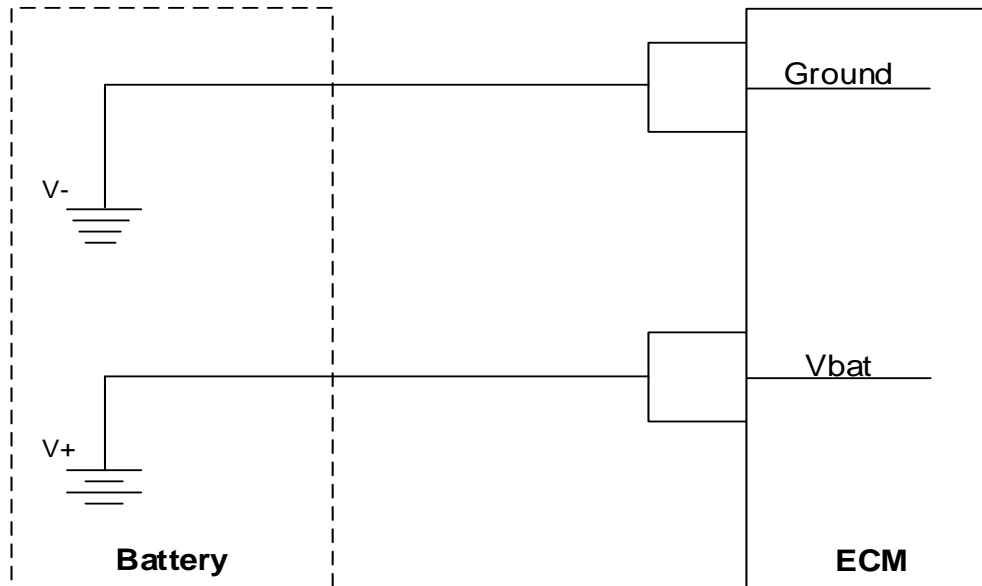 Ground
V-
Vbat
V+
Battery
ECM